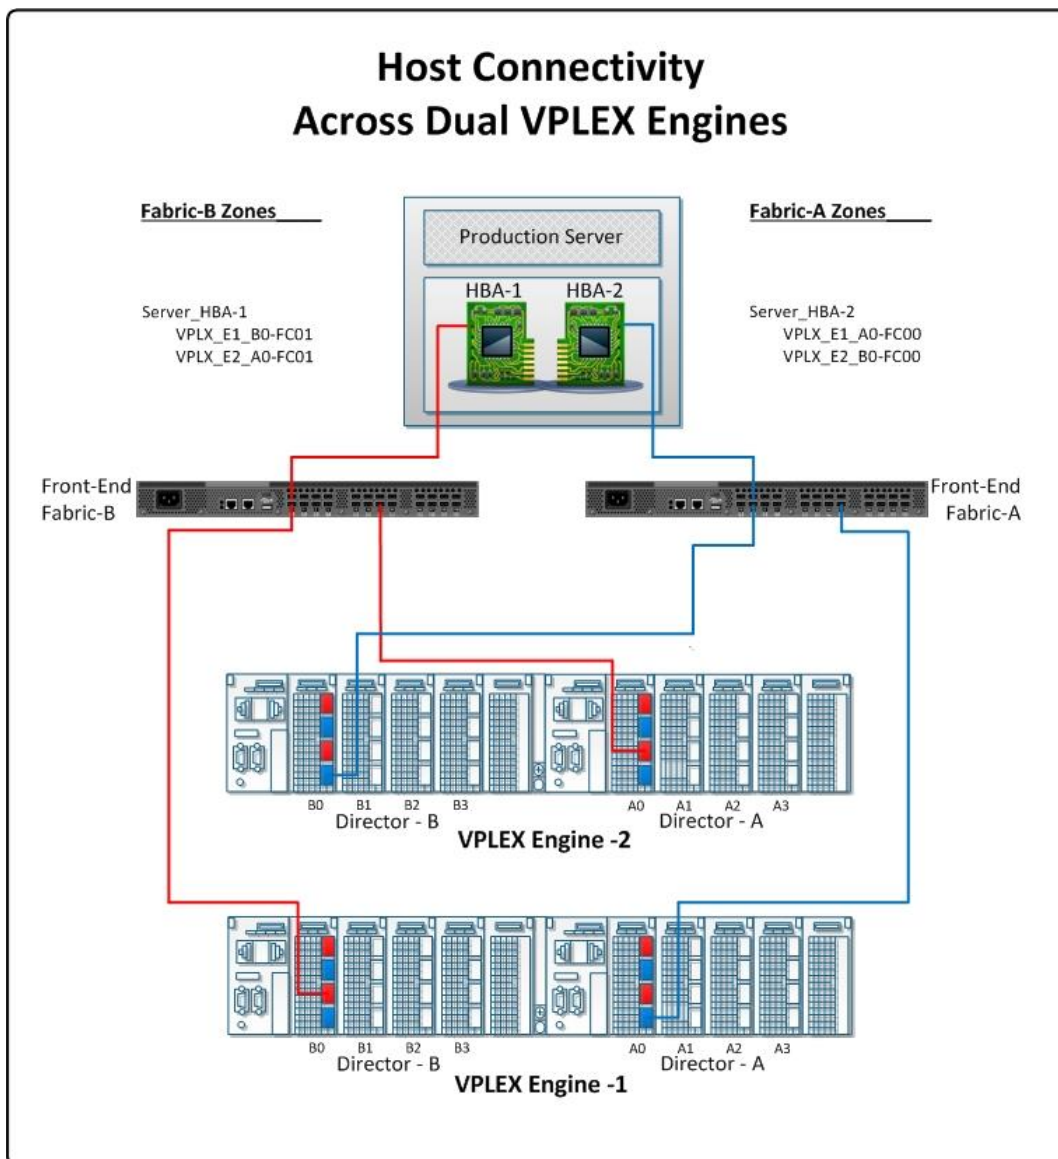 Host Connectivity
Across Dual VPLEX Engines
Fabric-B Zones____
Fabric-A Zones____
Production Server
HBA-1
HBA-2
Server_HBA-1
VPLX_E1_B0-FC01
VPLX_E2_A0-FC01
Server_HBA-2
VPLX_E1_A0-FC00
VPLX_E2_B0-FC00
Front-End
Fabric-B
Front-End
Fabric-A
B0
B1
B2
B3
A0
A1
A2
A3
Director - B
Director - A
VPLEX Engine -2
B0
B1
B2
B3
A0
A1
A2
A3
Director - B
Director - A
VPLEX Engine -1